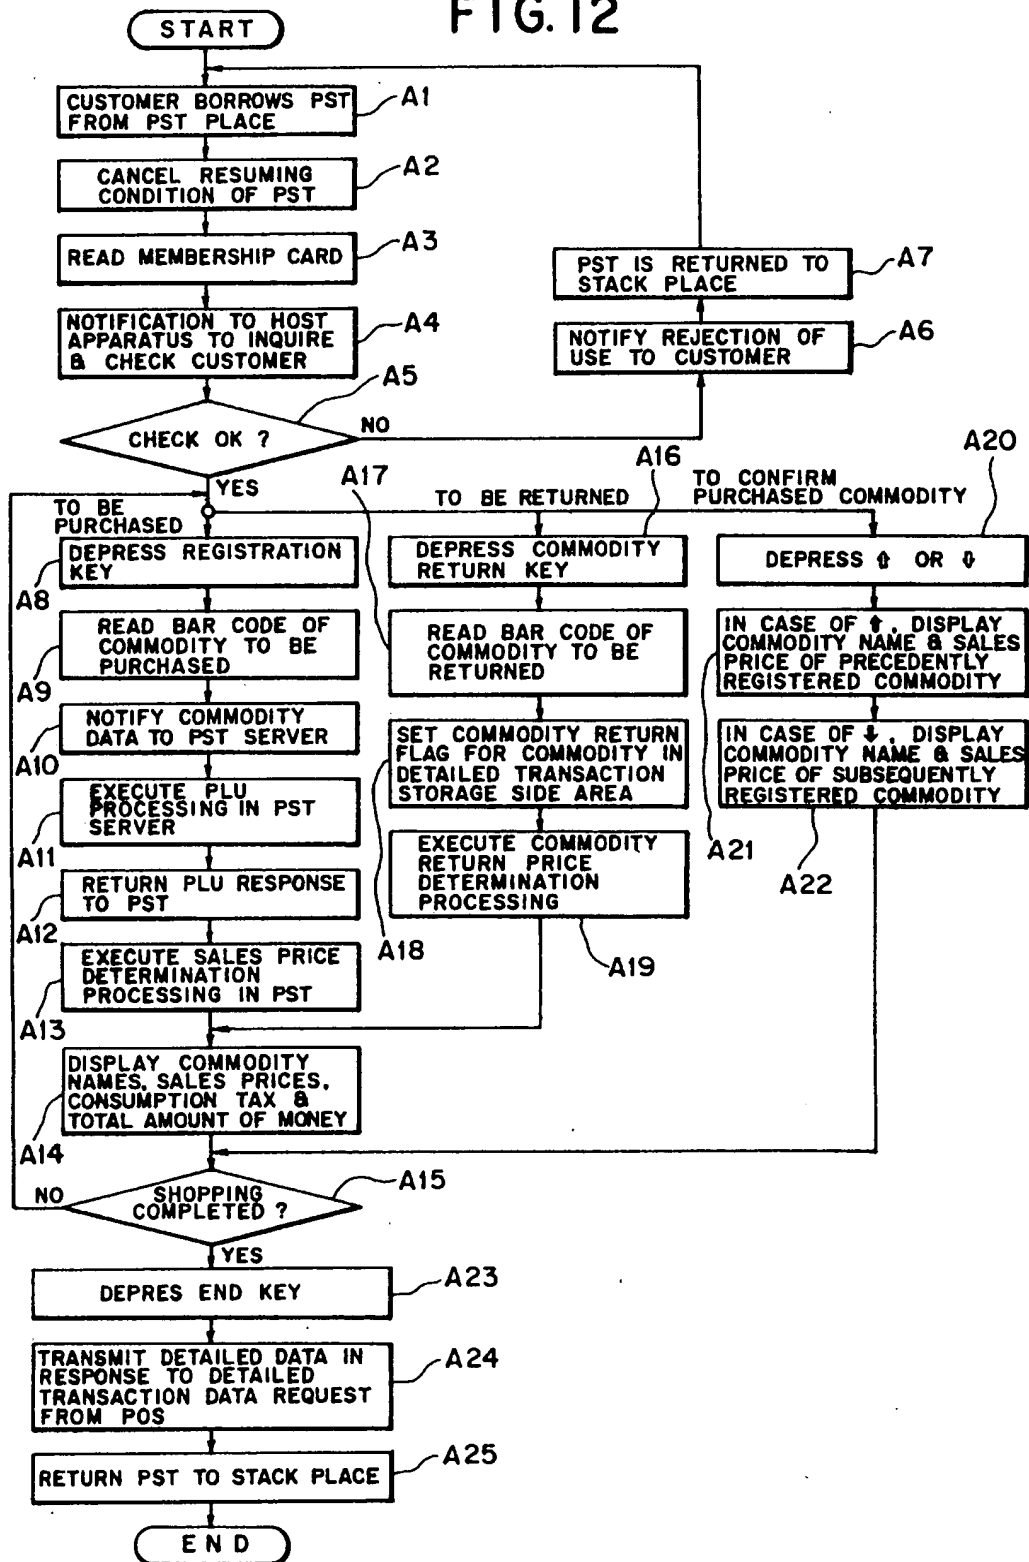 FIG. 12
START
CUSTOMER BORROWS PST
FROM PST PLACE
A1
CANCEL RESUMING
CONDITION OF PST
A2
READ MEMBERSHIP CARD
A3
NOTIFICATION TO HOST
APPARATUS TO INQUIRE
& CHECK CUSTOMER
A4
PST IS RETURNED TO
STACK PLACE
A7
NOTIFY REJECTION OF
USE TO CUSTOMER
A6
CHECK OK ?
A5
NO
YES
TO BE
PURCHASED
TO BE RETURNED
TO CONFIRM
PURCHASED COMMODITY
DEPRESS REGISTRATION
KEY
A8
READ BAR CODE OF
COMMODITY TO BE
PURCHASED
A9
NOTIFY COMMODITY
DATA TO PST SERVER
A10
EXECUTE PLU
PROCESSING IN PST
SERVER
A11
RETURN PLU RESPONSE
TO PST
A12
EXECUTE SALES PRICE
DETERMINATION
PROCESSING IN PST
A13
DISPLAY COMMODITY
NAMES, SALES PRICES,
CONSUMPTION TAX &
TOTAL AMOUNT OF MONEY
A14
DEPRESS COMMODITY
RETURN KEY
A16
READ BAR CODE OF
COMMODITY TO BE
RETURNED
A17
SET COMMODITY RETURN
FLAG FOR COMMODITY IN
DETAILED TRANSACTION
STORAGE SIDE AREA
A18
EXECUTE COMMODITY
RETURN PRICE
DETERMINATION
PROCESSING
A19
DEPRESS ⇧ OR ⇩
A20
IN CASE OF ⬆, DISPLAY
COMMODITY NAME & SALES
PRICE OF PRECEDENTLY
REGISTERED COMMODITY
A21
IN CASE OF ⬇, DISPLAY
COMMODITY NAME & SALES
PRICE OF SUBSEQUENTLY
REGISTERED COMMODITY
A22
SHOPPING
COMPLETED ?
A15
NO
YES
DEPRES END KEY
A23
TRANSMIT DETAILED DATA IN
RESPONSE TO DETAILED
TRANSACTION DATA REQUEST
FROM POS
A24
RETURN PST TO STACK PLACE
A25
END